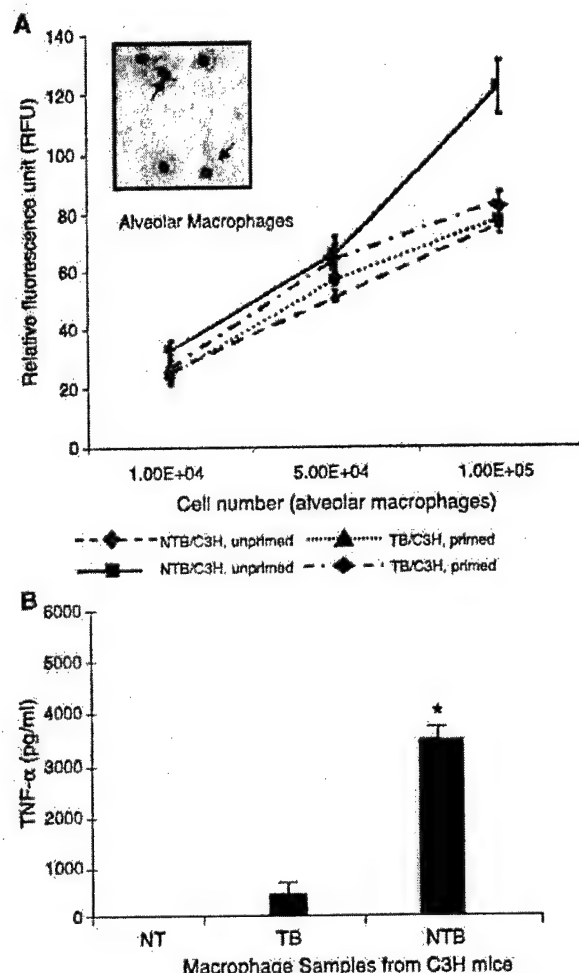 A
Relative fluorescence unit (RFU)
140
120
100
80
60
40
20
0
Alveolar Macrophages
1.00E+04 5.00E+04 1.00E+05
Cell number (alveolar macrophages)
NTB/C3H, unprimed TB/C3H, primed
NTB/C3H, unprimed TB/C3H, primed
B
TNF-α (pg/ml)
6000
5000
4000
3000
2000
1000
0
★
NT TB NTB
Macrophage Samples from C3H mice